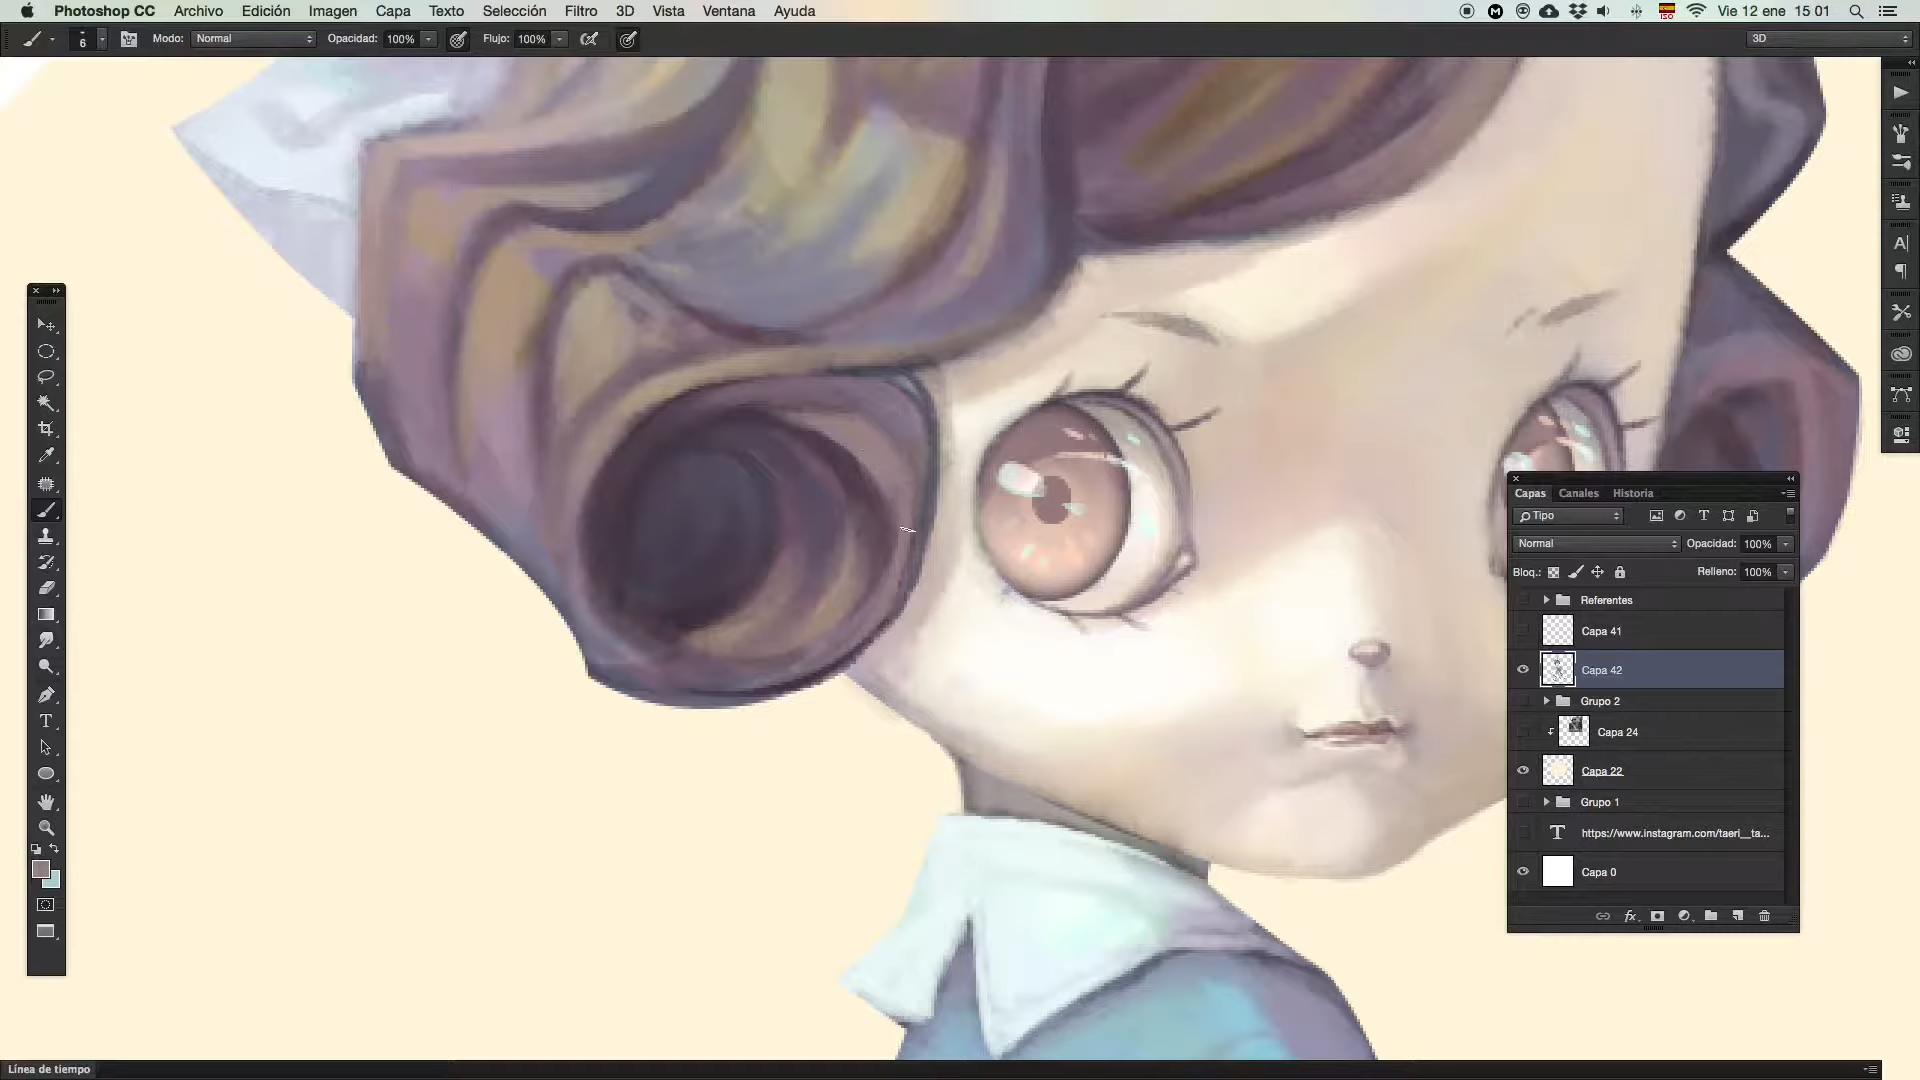 Photoshop CC Archivo Edición Imagen Capa Texto Selección Filtro 3D Vista Ventana Ayuda ISO Vie 12 ene 15 01
6 Modo: Normal Opacidad: 100% Flujo: 100% 3D
Capas Canales Historia
Tipo
Normal Opacidad: 100%
Bloq.: Relleno: 100%
Referentes
Capa 41
Capa 42
Grupo 2
Capa 24
Capa 22
Grupo 1
https://www.instagram.com/taeri__ta...
Capa 0
Línea de tiempo